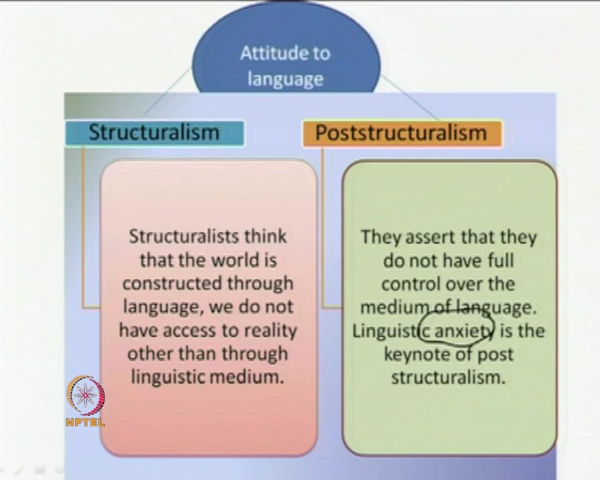 Attitude to
language
Structuralism
Poststructuralism
Structuralists think
that the world is
constructed through
language, we do not
have access to reality
other than through
linguistic medium.
They assert that they
do not have full
control over the
medium of language.
Linguistic anxiety is the
keynote of post
structuralism.
NPTEL